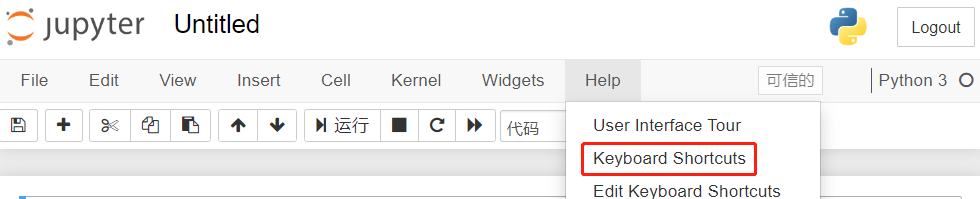 jupyter Untitled Logout
File Edit View Insert Cell Kernel Widgets Help 可信的 Python 3
运行 代码
User Interface Tour
Keyboard Shortcuts
Edit Keyboard Shortcuts